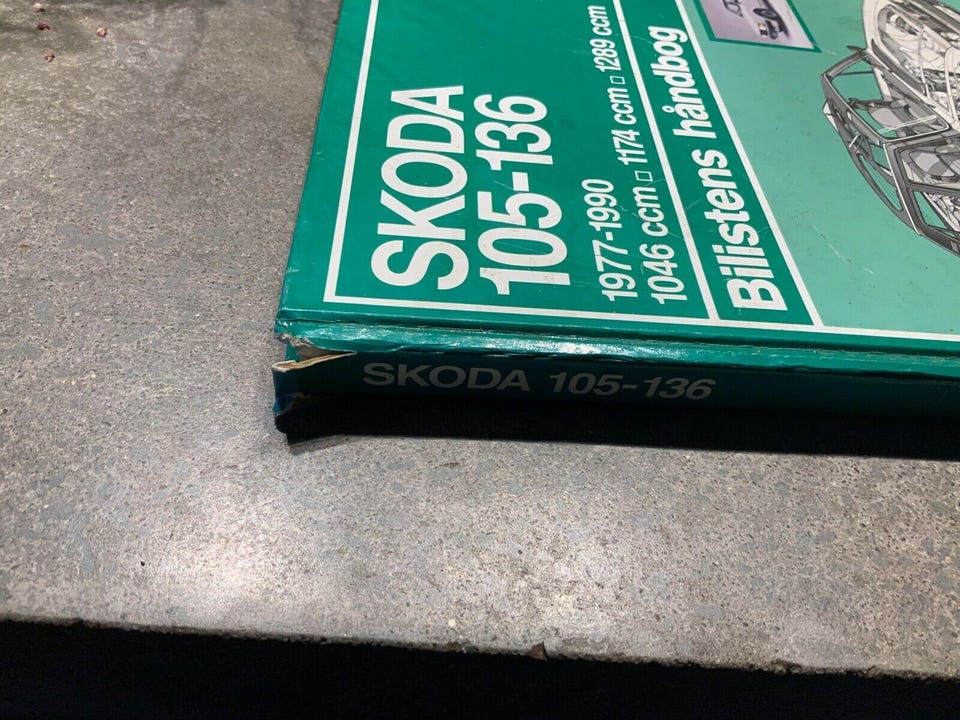 SKODA
105-136
1977-1990
1046 ccm □ 1174 ccm □ 1289 ccm
Bilistens håndbog
SKODA 105-136